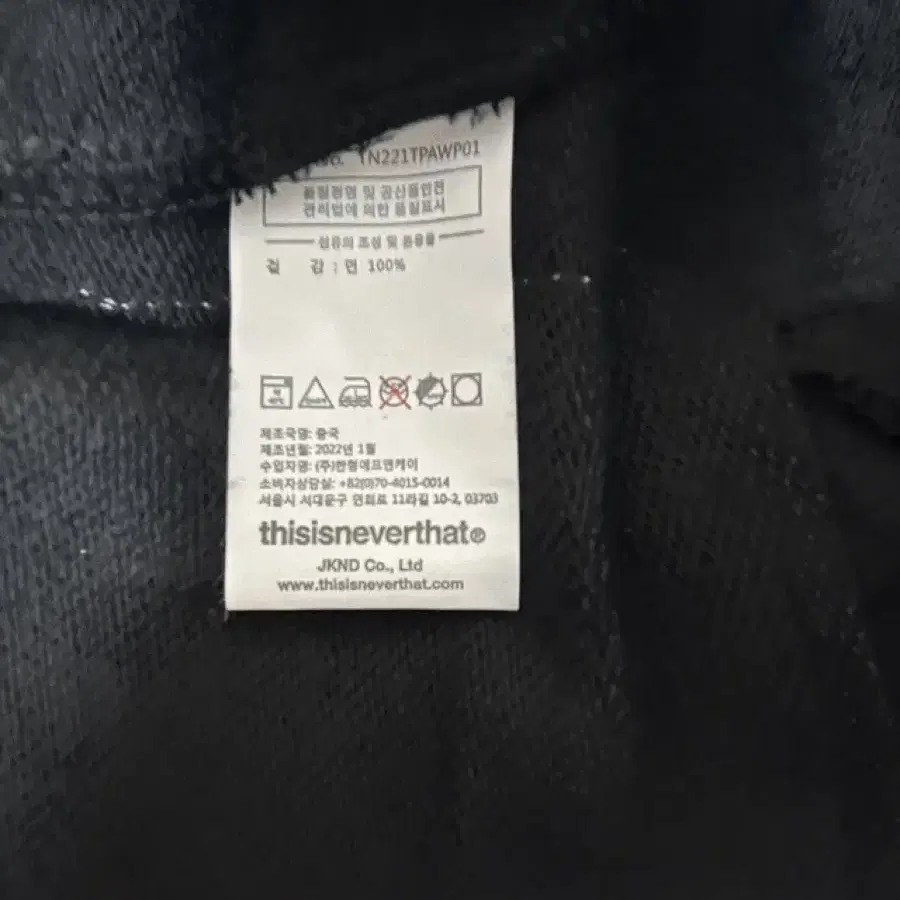 No. TN221TPAWP01
품질경영 및 공산품안전
관리법에 의한 품질표시
섬유의 조성 및 혼용율
겉 감 : 면 100%
제조국명: 중국
제조년월: 2022년 1월
수입자명: (주)한형에프앤케이
소비자상담실: +82(0)70-4015-0014
서울시 서대문구 연희로 11라길 10-2, 03703
thisisneverthat®
JKND Co., Ltd
www.thisisneverthat.com